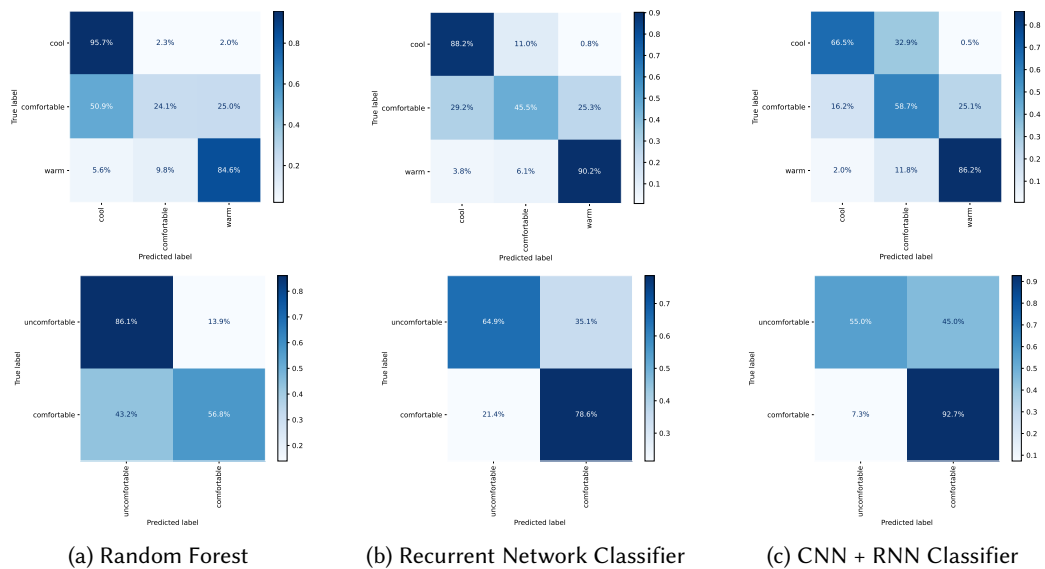 cool
comfortable
warm
True label
95.7% 2.3% 2.0%
50.9% 24.1% 25.0%
5.6% 9.8% 84.6%
cool comfortable warm
Predicted label
0.8
0.6
0.4
0.2
cool
comfortable
warm
True label
88.2% 11.0% 0.8%
29.2% 45.5% 25.3%
3.8% 6.1% 90.2%
cool comfortable warm
Predicted label
0.9
0.8
0.7
0.6
0.5
0.4
0.3
0.2
0.1
cool
comfortable
warm
True label
66.5% 32.9% 0.5%
16.2% 58.7% 25.1%
2.0% 11.8% 86.2%
cool comfortable warm
Predicted label
0.8
0.7
0.6
0.5
0.4
0.3
0.2
0.1
uncomfortable
comfortable
True label
86.1% 13.9%
43.2% 56.8%
uncomfortable comfortable
Predicted label
0.8
0.7
0.6
0.5
0.4
0.3
0.2
uncomfortable
comfortable
True label
64.9% 35.1%
21.4% 78.6%
uncomfortable comfortable
Predicted label
0.7
0.6
0.5
0.4
0.3
uncomfortable
comfortable
True label
55.0% 45.0%
7.3% 92.7%
uncomfortable comfortable
Predicted label
0.9
0.8
0.7
0.6
0.5
0.4
0.3
0.2
0.1
(a) Random Forest
(b) Recurrent Network Classifier
(c) CNN + RNN Classifier